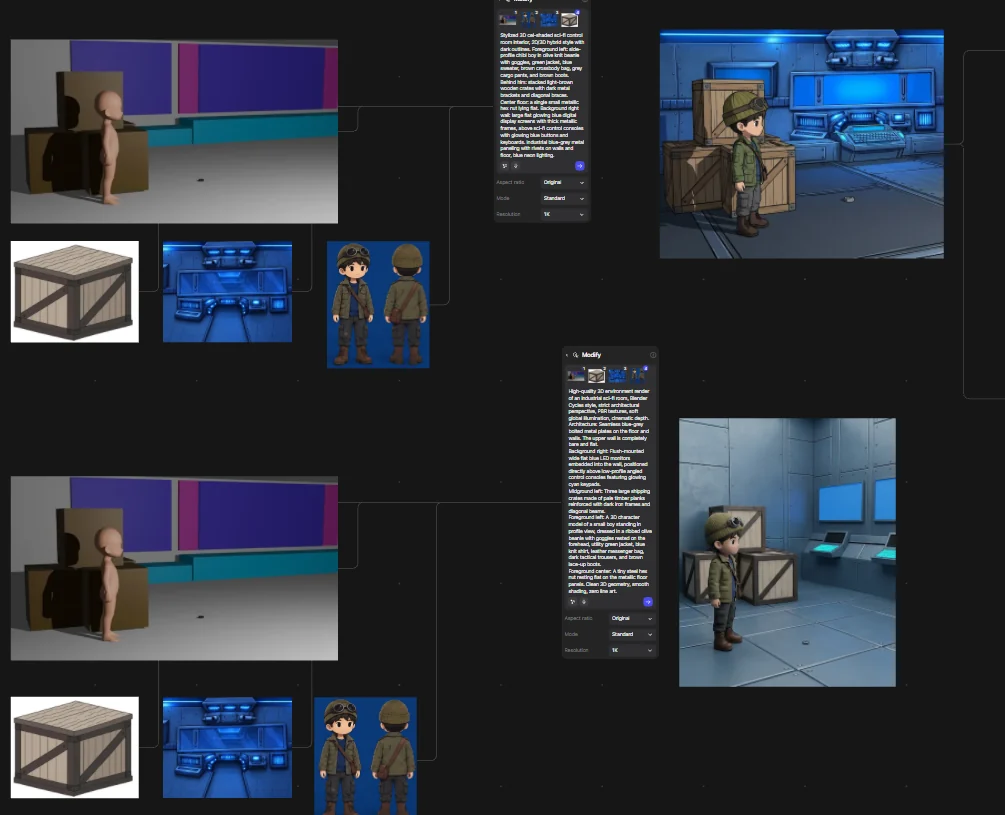 Modify
1 2 3 4
Stylized 3D cel-shaded sci-fi control
room interior, 2D/3D hybrid style with
dark outlines. Foreground left: side-
profile chibi boy in olive knit beanie
with goggles, green jacket, blue
sweater, brown crossbody bag, grey
cargo pants, and brown boots.
Behind him: stacked light-brown
wooden crates with dark metal
brackets and diagonal braces.
Center floor: a single small metallic
hex nut lying flat. Background right
wall: large flat glowing blue digital
display screens with thick metallic
frames, above sci-fi control consoles
with glowing blue buttons and
keyboards. Industrial blue-grey metal
paneling with rivets on walls and
floor, blue neon lighting.
Aspect ratio Original
Mode Standard
Resolution 1K
Modify
1 2 3 4
High-quality 3D environment render
of an industrial sci-fi room, Blender
Cycles style, strict architectural
perspective, PBR textures, soft
global illumination, cinematic depth.
Architecture: Seamless blue-grey
bolted metal plates on the floor and
walls. The upper wall is completely
bare and flat.
Background right: Flush-mounted
wide flat blue LED monitors
embedded into the wall, positioned
directly above low-profile angled
control consoles featuring glowing
cyan keypads.
Midground left: Three large shipping
crates made of pale timber planks
reinforced with dark iron frames and
diagonal beams.
Foreground left: A 3D character
model of a small boy standing in
profile view, dressed in a ribbed olive
beanie with goggles rested on the
forehead, utility green jacket, blue
knit shirt, leather messenger bag,
dark tactical trousers, and brown
lace-up boots.
Foreground center: A tiny steel hex
nut resting flat on the metallic floor
panels. Clean 3D geometry, smooth
shading, zero line art.
Aspect ratio Original
Mode Standard
Resolution 1K